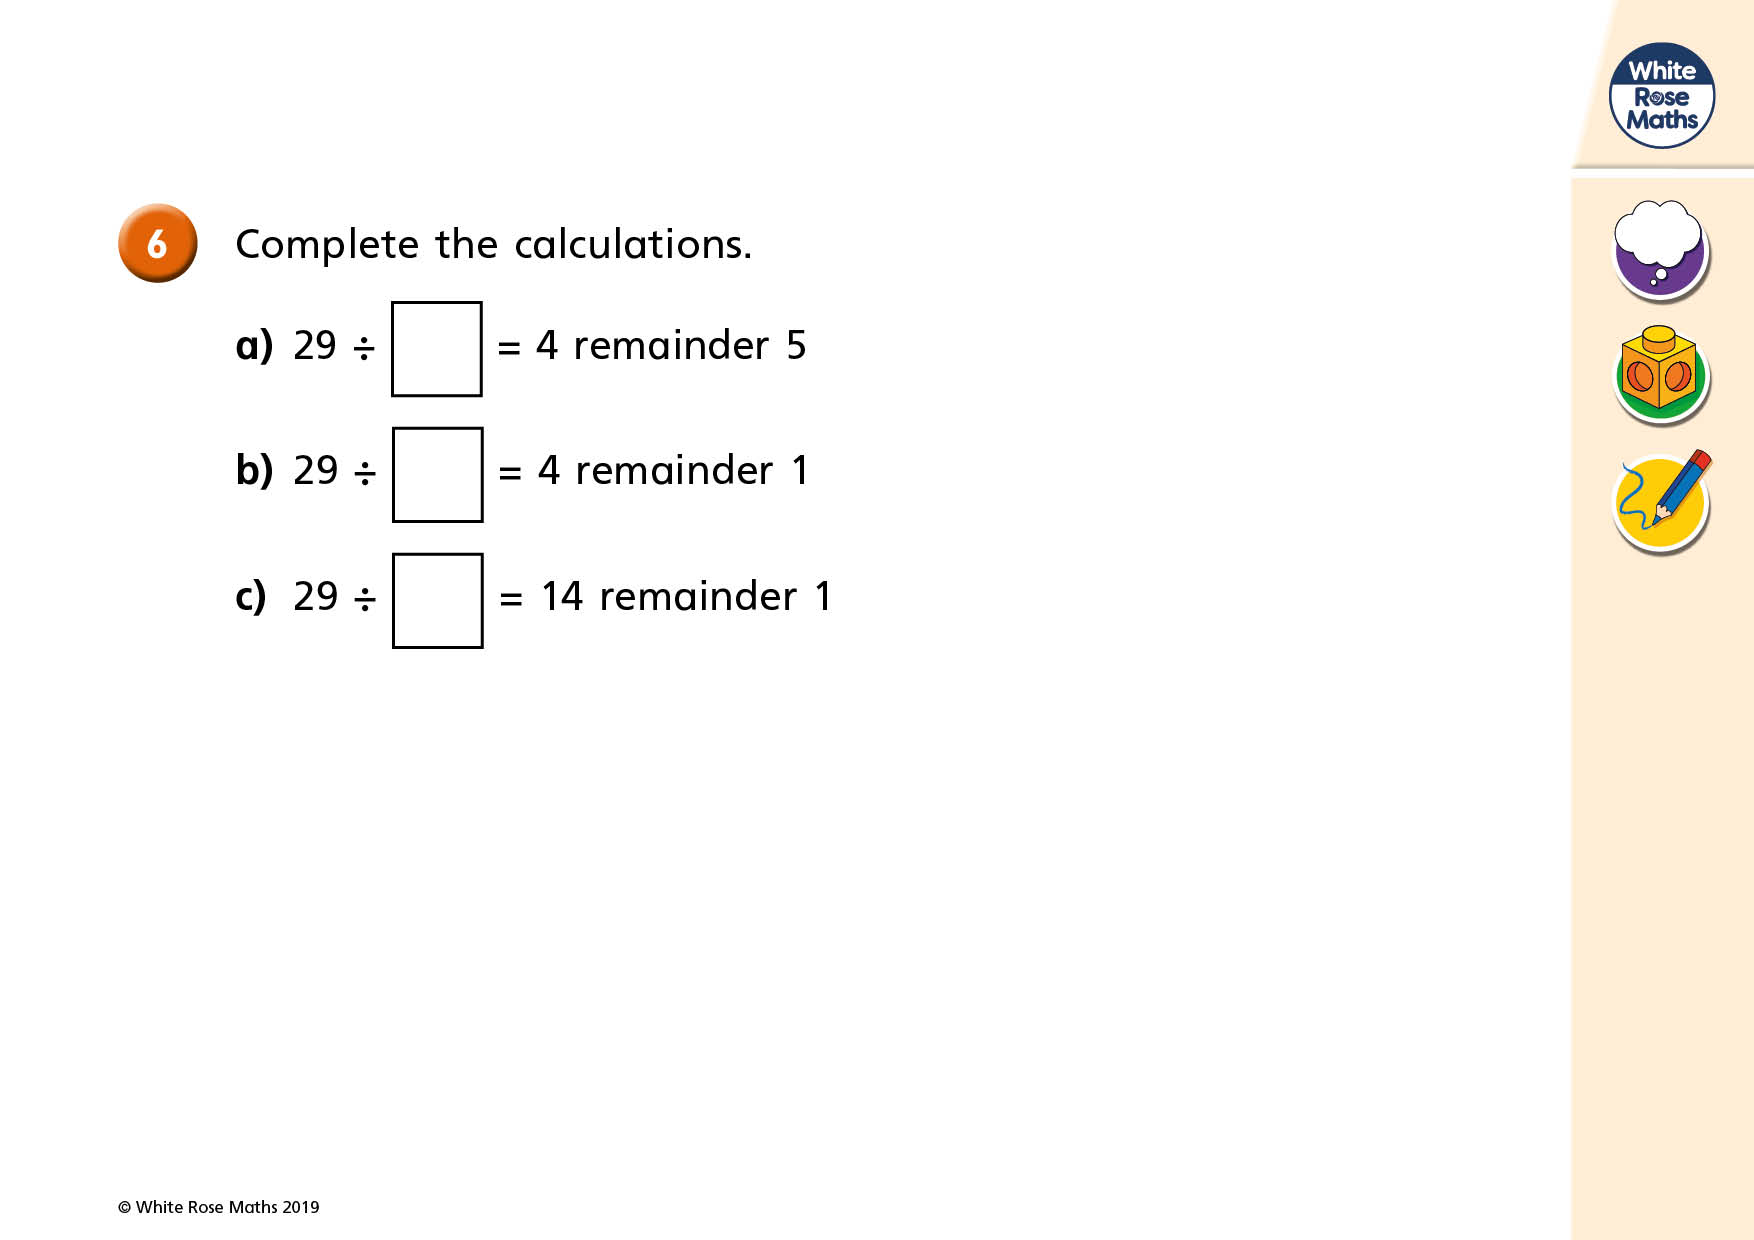 White
Rose
Maths
6 Complete the calculations.
a) 29 ÷ = 4 remainder 5
b) 29 ÷ = 4 remainder 1
c) 29 ÷ = 14 remainder 1
© White Rose Maths 2019